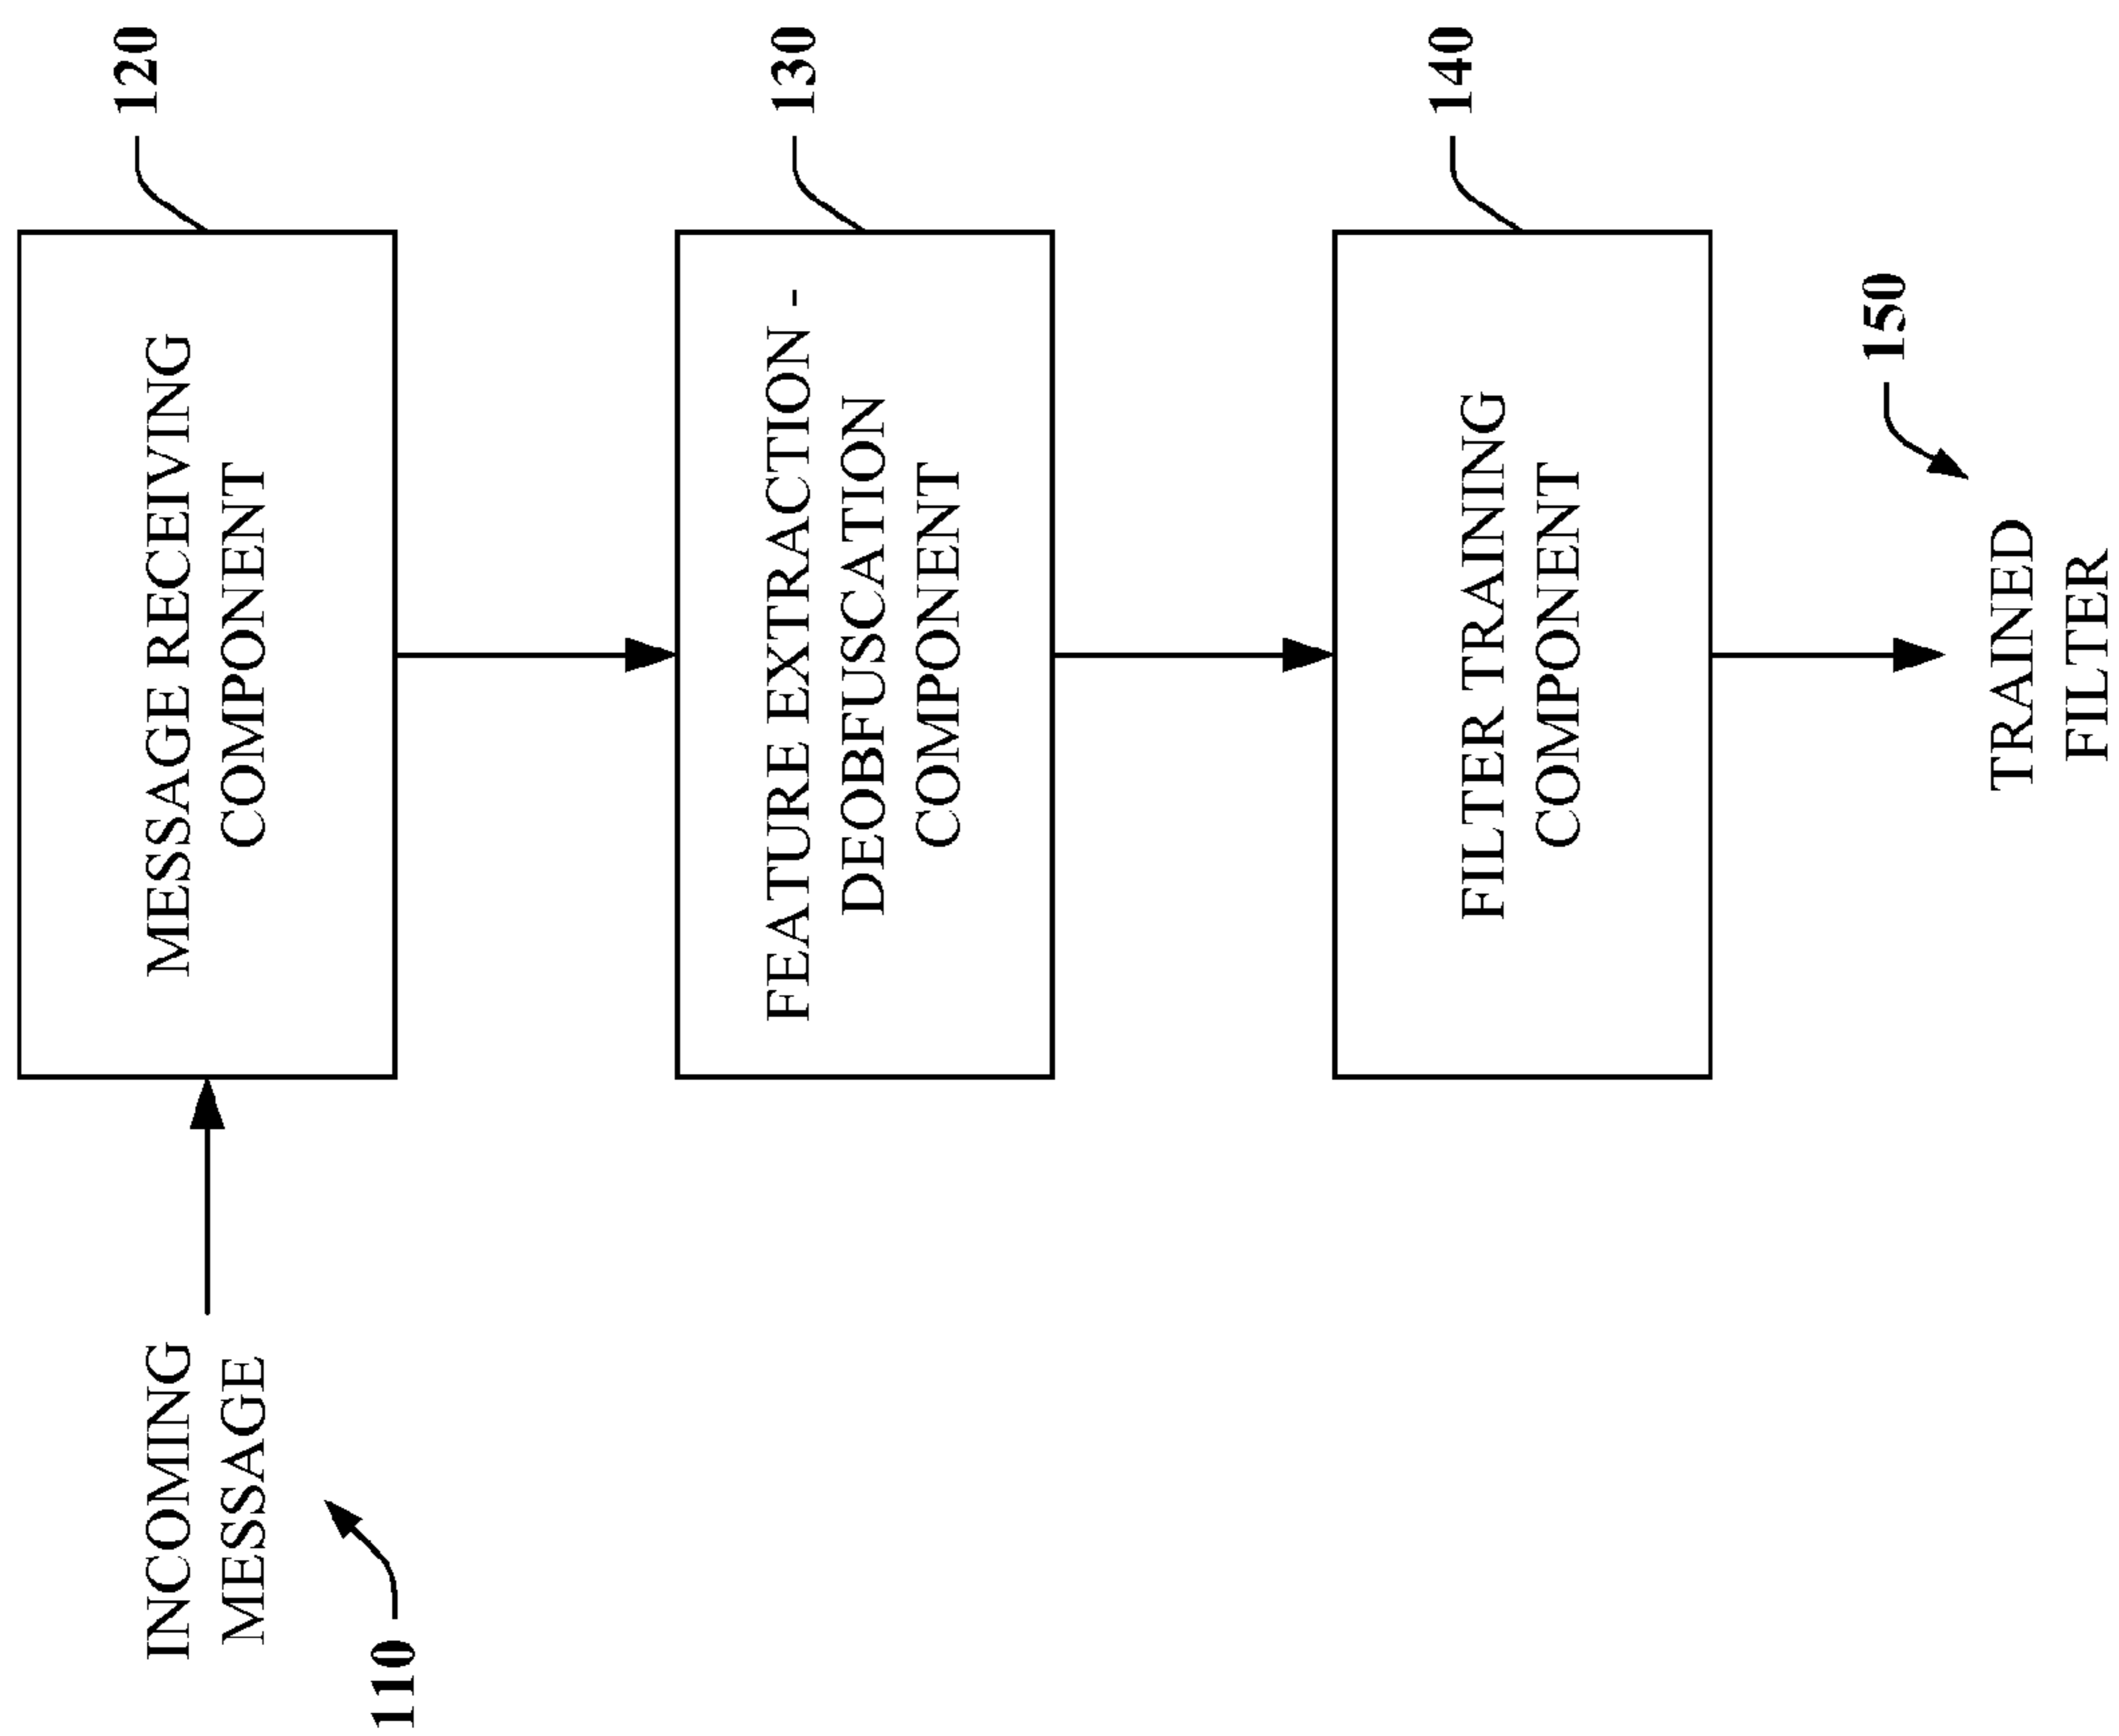 INCOMING
MESSAGE
110
MESSAGE RECEIVING
COMPONENT
120
FEATURE EXTRACTION -
DEOBFUSCATION
COMPONENT
130
FILTER TRAINING
COMPONENT
140
TRAINED
FILTER
150